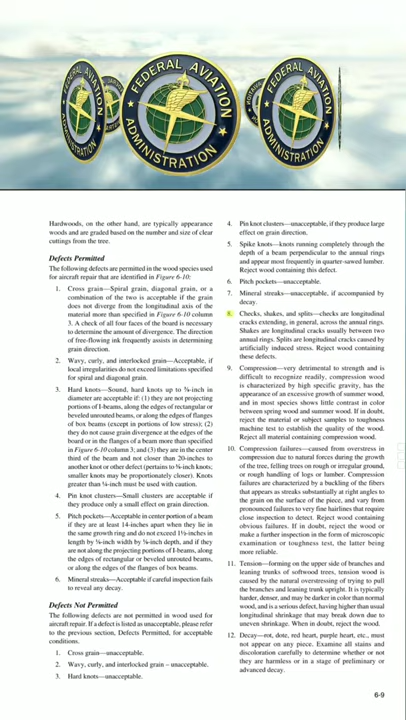 FEDERAL AVIATION
ADMINISTRATION
FEDERAL AVIATION
ADMINISTRATION
FEDERAL AVIATION
ADMINISTRATION
Hardwoods, on the other hand, are typically appearance
woods and are graded based on the number and size of clear
cuttings from the tree.
Defects Permitted
The following defects are permitted in the wood species used
for aircraft repair that are identified in Figure 6-10:
1. Cross grain—Spiral grain, diagonal grain, or a
combination of the two is acceptable if the grain
does not diverge from the longitudinal axis of the
material more than specified in Figure 6-10 column
3. A check of all four faces of the board is necessary
to determine the amount of divergence. The direction
of free-flowing ink frequently assists in determining
grain direction.
2. Wavy, curly, and interlocked grain—Acceptable, if
local irregularities do not exceed limitations specified
for spiral and diagonal grain.
3. Hard knots—Sound, hard knots up to ⅜-inch in
diameter are acceptable if: (1) they are not projecting
portions of I-beams, along the edges of rectangular or
beveled unrouted beams, or along the edges of flanges
of box beams (except in portions of low stress); (2)
they do not cause grain divergence at the edges of the
board or in the flanges of a beam more than specified
in Figure 6-10 column 3; and (3) they are in the center
third of the beam and not closer than 20-inches to
another knot or other defect (pertains to ⅜-inch knots;
smaller knots may be proportionately closer). Knots
greater than ¼-inch must be used with caution.
4. Pin knot clusters—Small clusters are acceptable if
they produce only a small effect on grain direction.
5. Pitch pockets—Acceptable in center portion of a beam
if they are at least 14-inches apart when they lie in
the same growth ring and do not exceed 1½-inches in
length by ⅛-inch width by ⅛-inch depth, and if they
are not along the projecting portions of I-beams, along
the edges of rectangular or beveled unrouted beams,
or along the edges of the flanges of box beams.
6. Mineral streaks—Acceptable if careful inspection fails
to reveal any decay.
Defects Not Permitted
The following defects are not permitted in wood used for
aircraft repair. If a defect is listed as unacceptable, please refer
to the previous section, Defects Permitted, for acceptable
conditions.
1. Cross grain—unacceptable.
2. Wavy, curly, and interlocked grain – unacceptable.
3. Hard knots—unacceptable.
4. Pin knot clusters—unacceptable, if they produce large
effect on grain direction.
5. Spike knots—knots running completely through the
depth of a beam perpendicular to the annual rings
and appear most frequently in quarter-sawed lumber.
Reject wood containing this defect.
6. Pitch pockets—unacceptable.
7. Mineral streaks—unacceptable, if accompanied by
decay.
8. Checks, shakes, and splits—checks are longitudinal
cracks extending, in general, across the annual rings.
Shakes are longitudinal cracks usually between two
annual rings. Splits are longitudinal cracks caused by
artificially induced stress. Reject wood containing
these defects.
9. Compression—very detrimental to strength and is
difficult to recognize readily, compression wood
is characterized by high specific gravity, has the
appearance of an excessive growth of summer wood,
and in most species shows little contrast in color
between spring wood and summer wood. If in doubt,
reject the material or subject samples to toughness
machine test to establish the quality of the wood.
Reject all material containing compression wood.
10. Compression failures—caused from overstress in
compression due to natural forces during the growth
of the tree, felling trees on rough or irregular ground,
or rough handling of logs or lumber. Compression
failures are characterized by a buckling of the fibers
that appears as streaks substantially at right angles to
the grain on the surface of the piece, and vary from
pronounced failures to very fine hairlines that require
close inspection to detect. Reject wood containing
obvious failures. If in doubt, reject the wood or
make a further inspection in the form of microscopic
examination or toughness test, the latter being
more reliable.
11. Tension—forming on the upper side of branches and
leaning trunks of softwood trees, tension wood is
caused by the natural overstressing of trying to pull
the branches and leaning trunk upright. It is typically
harder, denser, and may be darker in color than normal
wood, and is a serious defect, having higher than usual
longitudinal shrinkage that may break down due to
uneven shrinkage. When in doubt, reject the wood.
12. Decay—rot, dote, red heart, purple heart, etc., must
not appear on any piece. Examine all stains and
discoloration carefully to determine whether or not
they are harmless or in a stage of preliminary or
advanced decay.
6-9